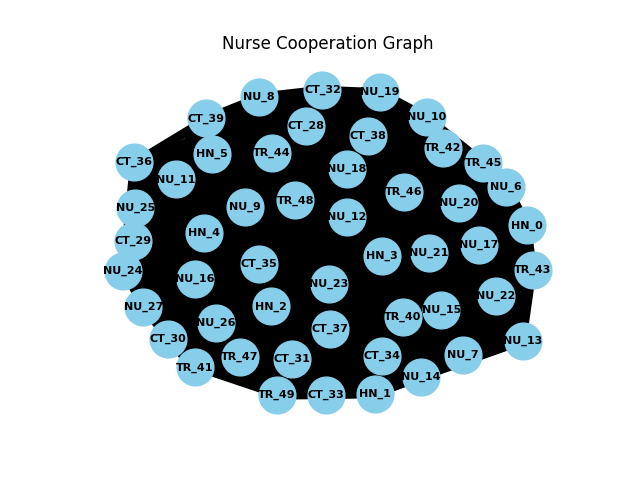 Nurse Cooperation Graph
CT_32
NU_19
NU_8
NU_10
CT_39
CT_28
CT_38
TR_42
HN_5
TR_44
CT_36
TR_45
NU_18
NU_11
NU_6
TR_46
TR_48
NU_20
NU_9
NU_25
NU_12
HN_0
HN_4
CT_29
NU_17
NU_21
HN_3
CT_35
NU_24
TR_43
NU_16
NU_23
NU_22
HN_2
NU_27
NU_15
TR_40
NU_26
CT_37
CT_30
NU_13
NU_7
CT_34
TR_47
CT_31
TR_41
NU_14
HN_1
CT_33
TR_49